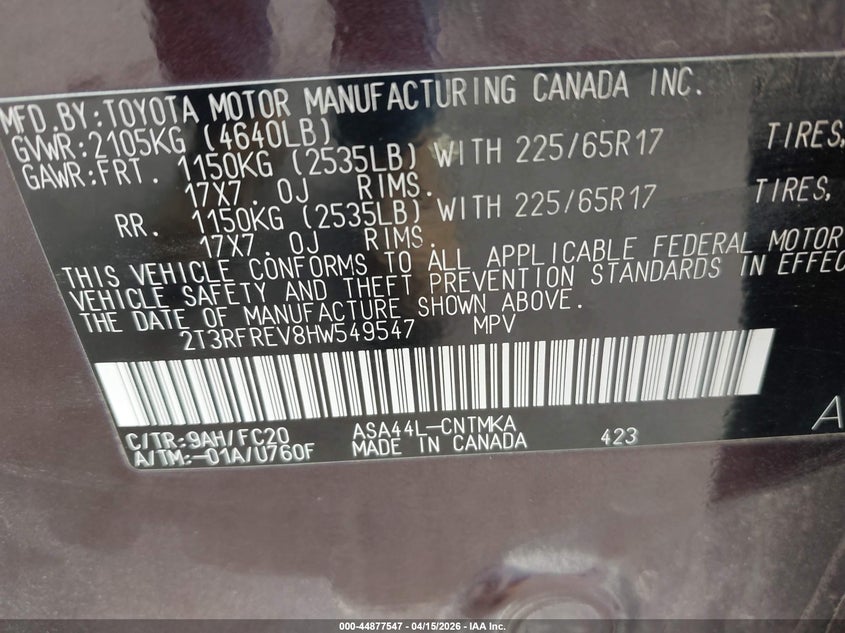 MFD.BY:TOYOTA MOTOR MANUFACTURING CANADA INC.
GVWR:2105KG (4640LB)
GAWR:FRT. 1150KG (2535LB) WITH 225/65R17 TIRES,
17X7.0J RIMS.
RR. 1150KG (2535LB) WITH 225/65R17 TIRES,
17X7.0J RIMS.
THIS VEHICLE CONFORMS TO ALL APPLICABLE FEDERAL MOTOR
VEHICLE SAFETY AND THEFT PREVENTION STANDARDS IN EFFEC
THE DATE OF MANUFACTURE SHOWN ABOVE.
2T3RFREV8HW549547 MPV
C/TR:9AH/FC20 ASA44L-CNTMKA 423 A
A/TM:-01A/U760F MADE IN CANADA
000-44877547 - 04/15/2026 - IAA Inc.